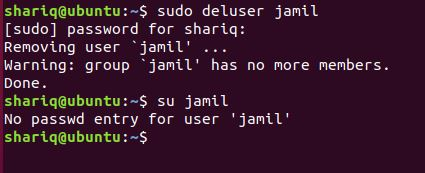 shariq@ubuntu:~$ sudo deluser jamil
[sudo] password for shariq:
Removing user `jamil' ...
Warning: group `jamil' has no more members.
Done.
shariq@ubuntu:~$ su jamil
No passwd entry for user 'jamil'
shariq@ubuntu:~$